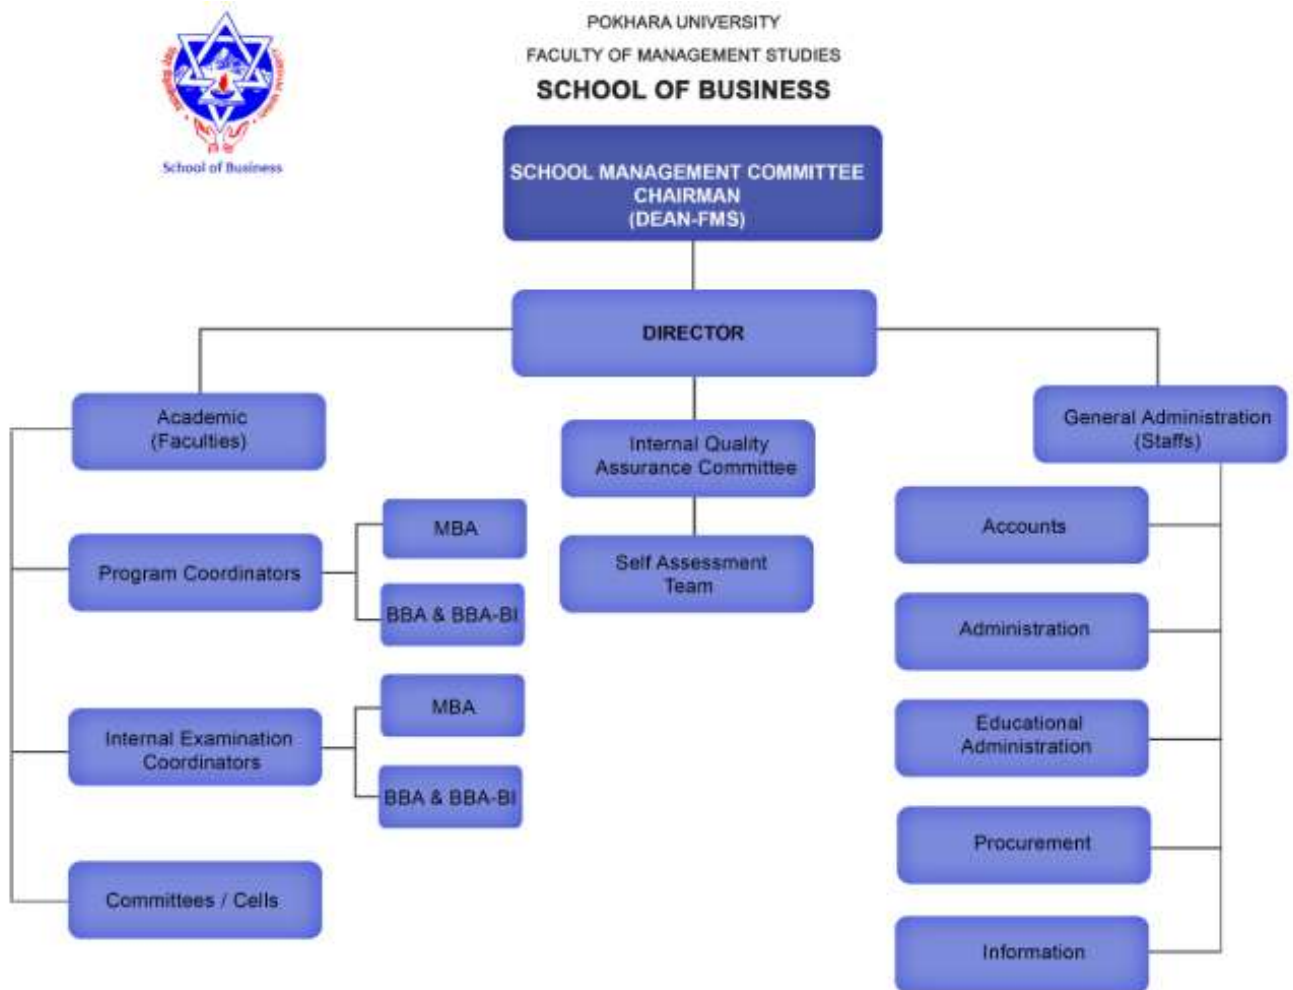 POKHARA UNIVERSITY
FACULTY OF MANAGEMENT STUDIES
SCHOOL OF BUSINESS
School of Business
SCHOOL MANAGEMENT COMMITTEE
CHAIRMAN
(DEAN-FMS)
DIRECTOR
Academic
(Faculties)
Internal Quality
Assurance Committee
General Administration
(Staffs)
Program Coordinators
MBA
BBA & BBA-BI
Self Assessment
Team
Accounts
Administration
Internal Examination
Coordinators
MBA
BBA & BBA-BI
Educational
Administration
Procurement
Committees / Cells
Information